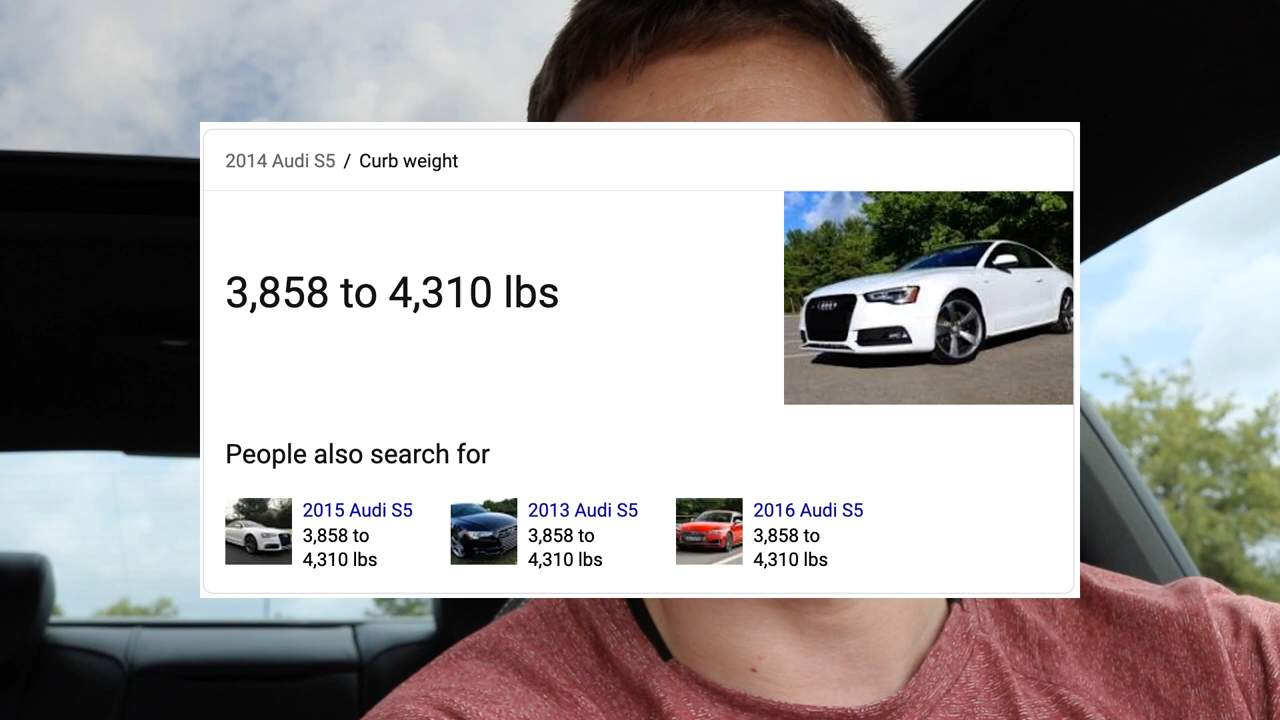 2014 Audi S5 / Curb weight
3,858 to 4,310 lbs
People also search for
2015 Audi S5
3,858 to
4,310 lbs
2013 Audi S5
3,858 to
4,310 lbs
2016 Audi S5
3,858 to
4,310 lbs